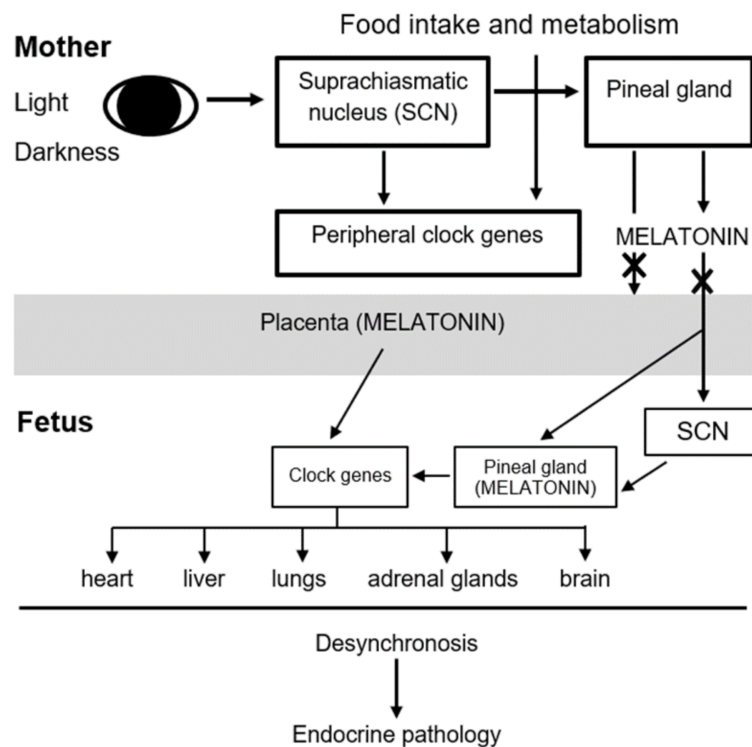 Food intake and metabolism
Mother
Light
Darkness
Suprachiasmatic
nucleus (SCN)
Pineal gland
Peripheral clock genes
MELATONIN
Placenta (MELATONIN)
Fetus
SCN
Clock genes
Pineal gland
(MELATONIN)
heart liver lungs adrenal glands brain
Desynchronosis
Endocrine pathology